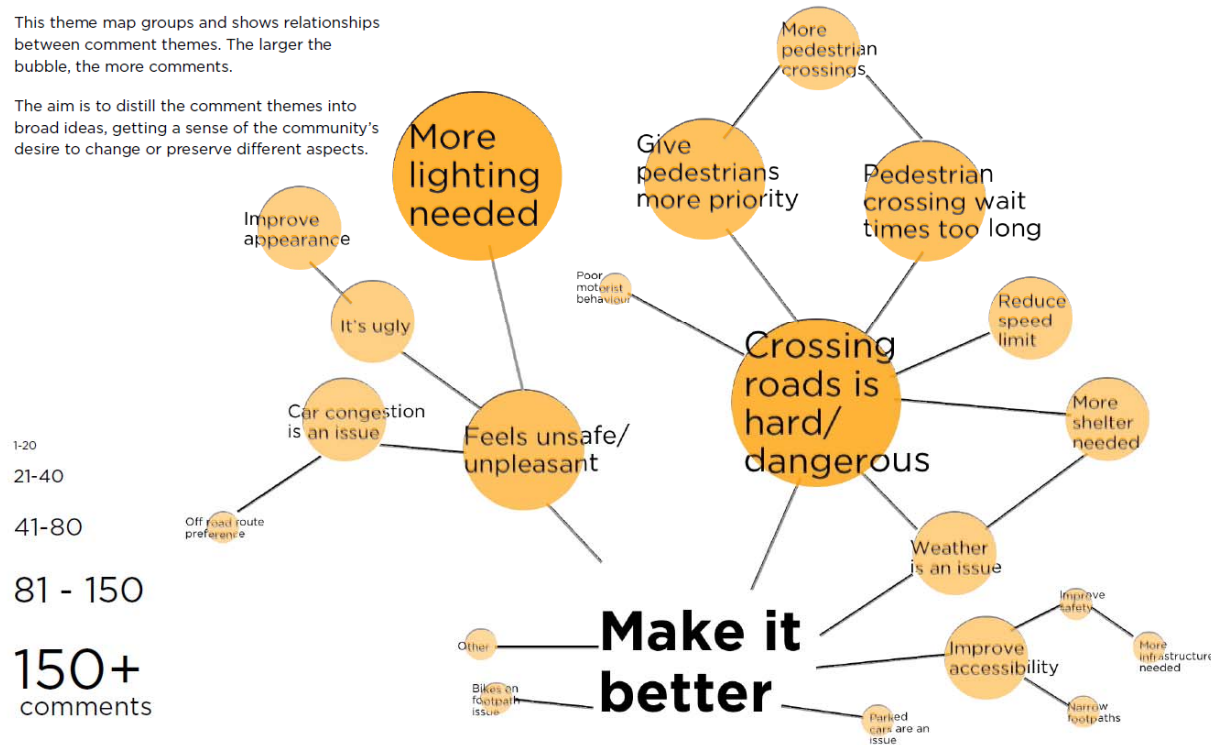 This theme map groups and shows relationships
between comment themes. The larger the
bubble, the more comments.
The aim is to distill the comment themes into
broad ideas, getting a sense of the community's
desire to change or preserve different aspects.
More
pedestrian
crossings
More
lighting
needed
Give
pedestrians
more priority
Pedestrian
crossing wait
times too long
Improve
appearance
Poor
motorist
behaviour
Reduce
speed
limit
It's ugly
Crossing
roads is
hard/
dangerous
Car congestion
is an issue
Feels unsafe/
unpleasant
More
shelter
needed
Off road route
preference
Weather
is an issue
1-20
21-40
41-80
81 - 150
150+
comments
Make it
better
Other
Bikes on
footpath
issue
Improve
accessibility
Improve
safety
More
infrastructure
needed
Narrow
footpaths
Parked
cars are an
issue